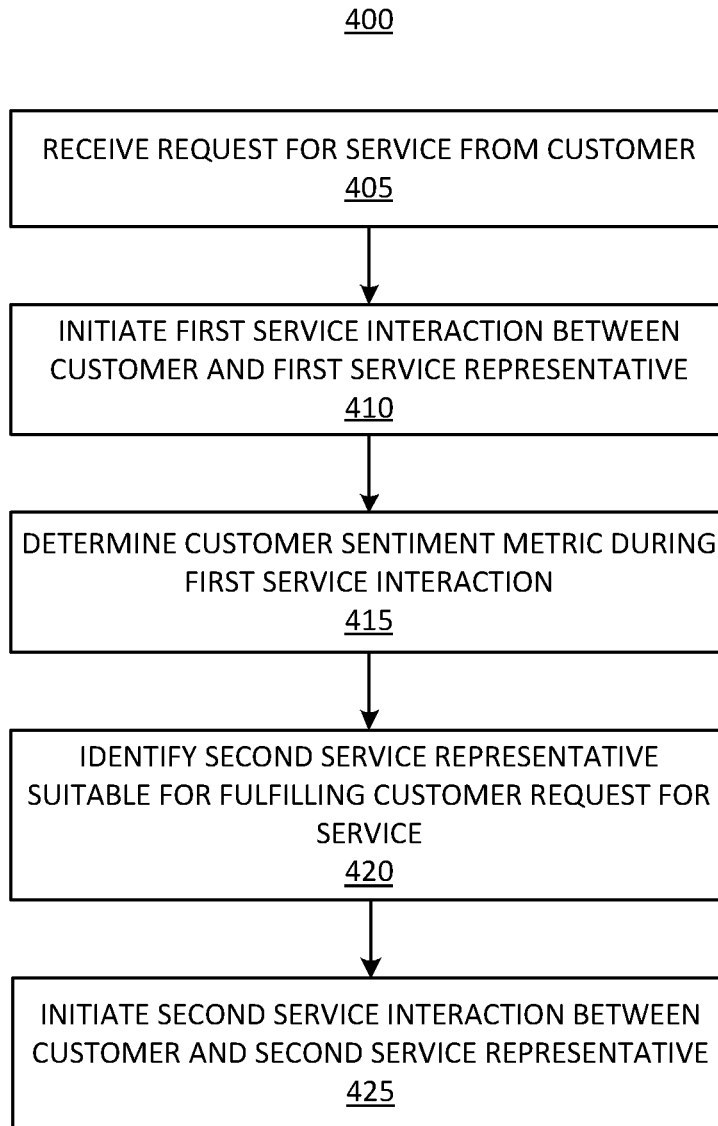 400
RECEIVE REQUEST FOR SERVICE FROM CUSTOMER
405
INITIATE FIRST SERVICE INTERACTION BETWEEN
CUSTOMER AND FIRST SERVICE REPRESENTATIVE
410
DETERMINE CUSTOMER SENTIMENT METRIC DURING
FIRST SERVICE INTERACTION
415
IDENTIFY SECOND SERVICE REPRESENTATIVE
SUITABLE FOR FULFILLING CUSTOMER REQUEST FOR
SERVICE
420
INITIATE SECOND SERVICE INTERACTION BETWEEN
CUSTOMER AND SECOND SERVICE REPRESENTATIVE
425